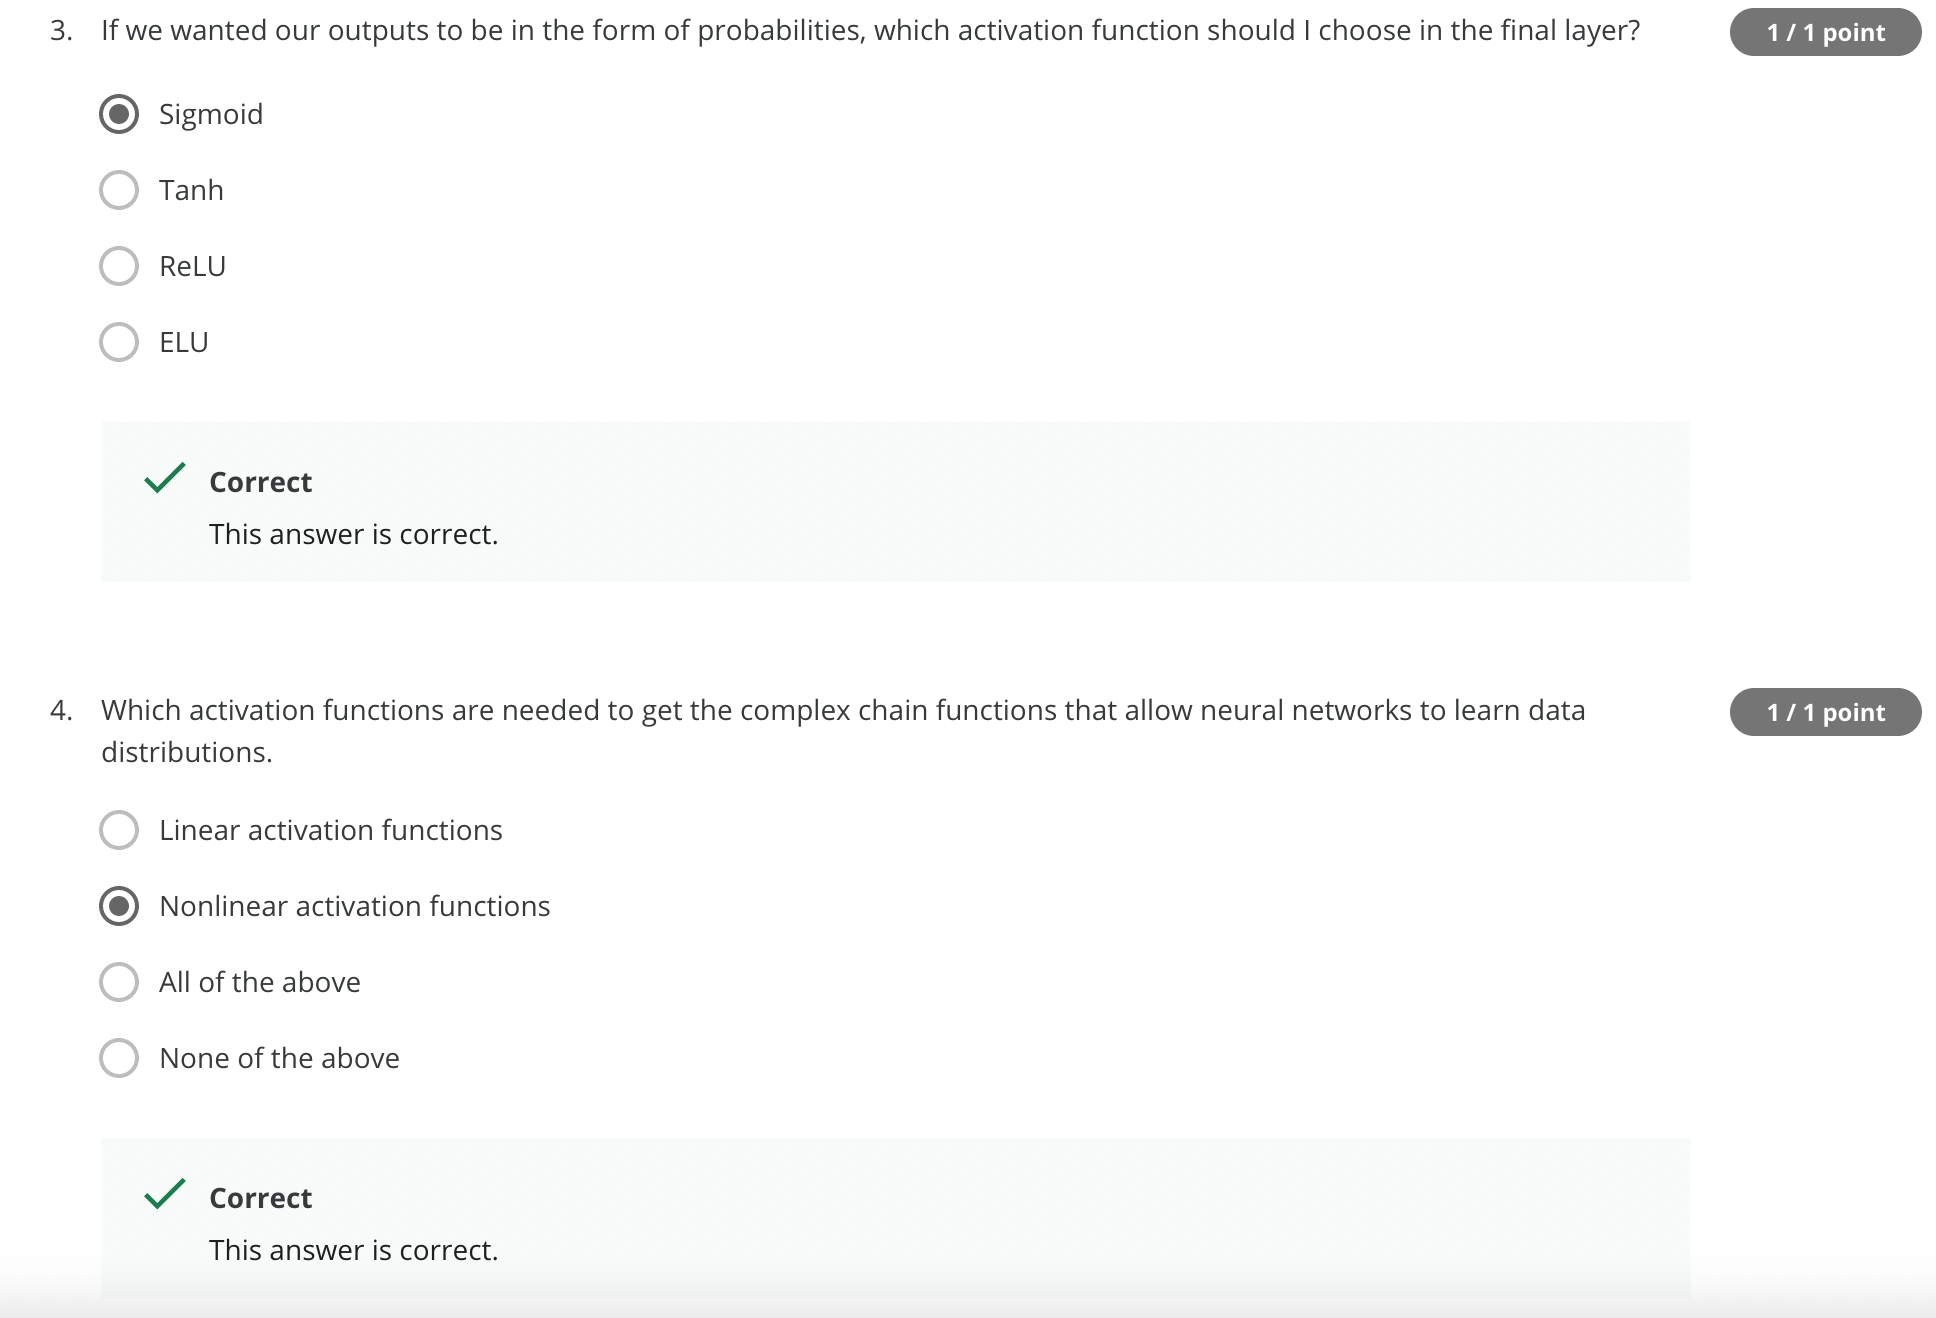 3. If we wanted our outputs to be in the form of probabilities, which activation function should I choose in the final layer?
1 / 1 point
Sigmoid
Tanh
ReLU
ELU
Correct
This answer is correct.
4. Which activation functions are needed to get the complex chain functions that allow neural networks to learn data
distributions.
1 / 1 point
Linear activation functions
Nonlinear activation functions
All of the above
None of the above
Correct
This answer is correct.